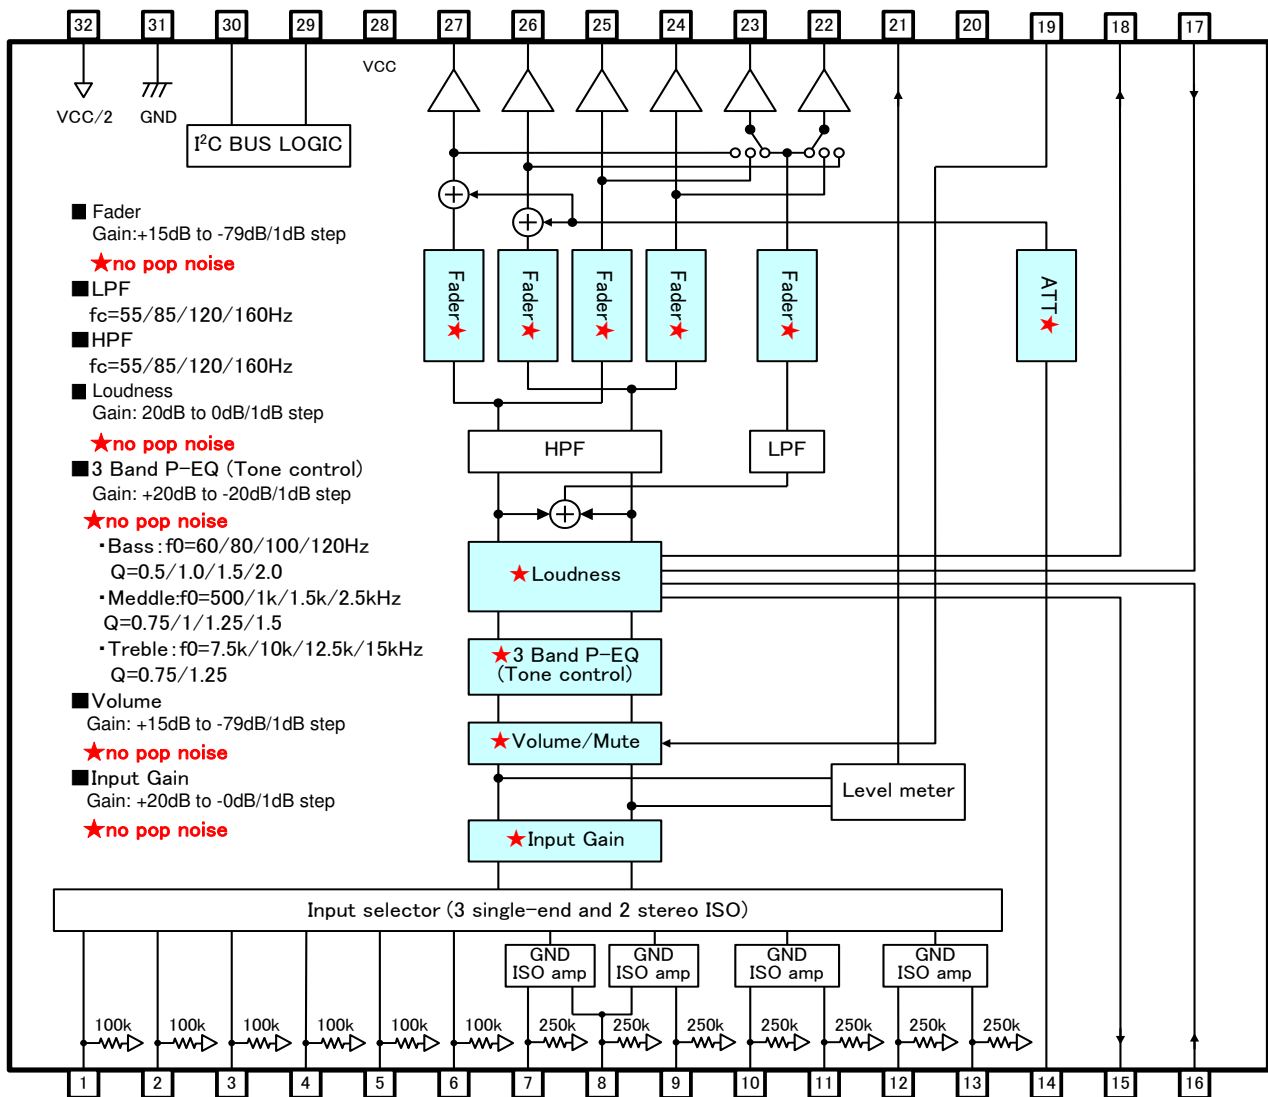 32 31 30 29 28 27 26 25 24 23 22 21 20 19 18 17
VCC
VCC/2 GND
I²C BUS LOGIC
■ Fader
Gain:+15dB to -79dB/1dB step
★no pop noise
■LPF
fc=55/85/120/160Hz
■HPF
fc=55/85/120/160Hz
■ Loudness
Gain: 20dB to 0dB/1dB step
★no pop noise
■3 Band P-EQ (Tone control)
Gain: +20dB to -20dB/1dB step
★no pop noise
・Bass:f0=60/80/100/120Hz
Q=0.5/1.0/1.5/2.0
・Meddle:f0=500/1k/1.5k/2.5kHz
Q=0.75/1/1.25/1.5
・Treble:f0=7.5k/10k/12.5k/15kHz
Q=0.75/1.25
■Volume
Gain: +15dB to -79dB/1dB step
★no pop noise
■Input Gain
Gain: +20dB to -0dB/1dB step
★no pop noise
Fader★
Fader★
Fader★
Fader★
Fader★
ATT★
HPF
LPF
★Loudness
★3 Band P-EQ
(Tone control)
★Volume/Mute
Level meter
★Input Gain
Input selector (3 single-end and 2 stereo ISO)
GND
ISO amp
GND
ISO amp
GND
ISO amp
GND
ISO amp
100k 100k 100k 100k 100k 100k 250k 250k 250k 250k 250k 250k 250k
1 2 3 4 5 6 7 8 9 10 11 12 13 14 15 16